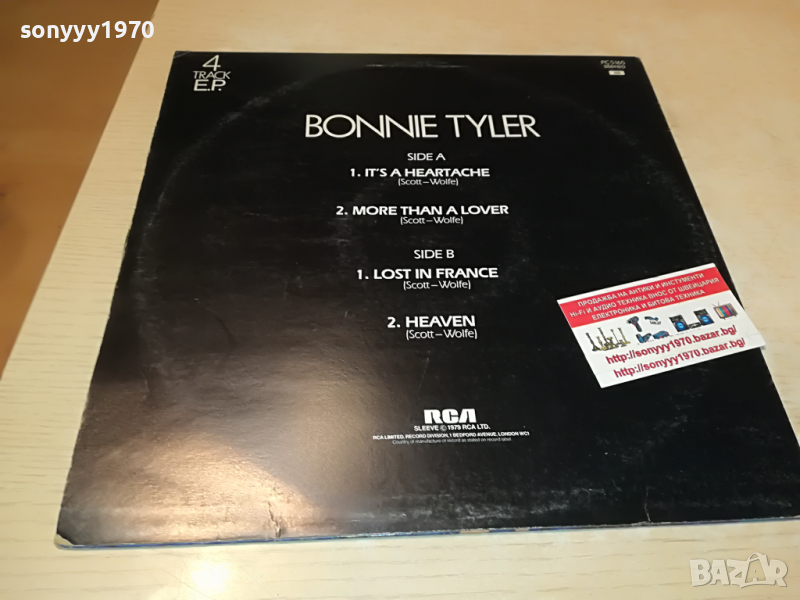 sonyyy1970
4
TRACK
E.P.
PC 5165
stereo
BONNIE TYLER
SIDE A
1. IT'S A HEARTACHE
(Scott–Wolfe)
2. MORE THAN A LOVER
(Scott–Wolfe)
SIDE B
1. LOST IN FRANCE
(Scott–Wolfe)
2. HEAVEN
(Scott–Wolfe)
RCA
SLEEVE © 1979 RCA LTD.
RCA LIMITED, RECORD DIVISION, 1 BEDFORD AVENUE, LONDON WC1
Country of manufacture of record as stated on record label
ПРОДАЖБА НА АНТИКИ И ИНСТУМЕНТИ
Hi-Fi И АУДИО ТЕХНИКА ВНОС ОТ ШВЕЙЦАРИЯ
ЕЛЕКТРОНИКА И БИТОВА ТЕХНИКА
http://sonyyy1970.bazar.bg/
http://sonyyy1970.bazar.bg/
BAZAR